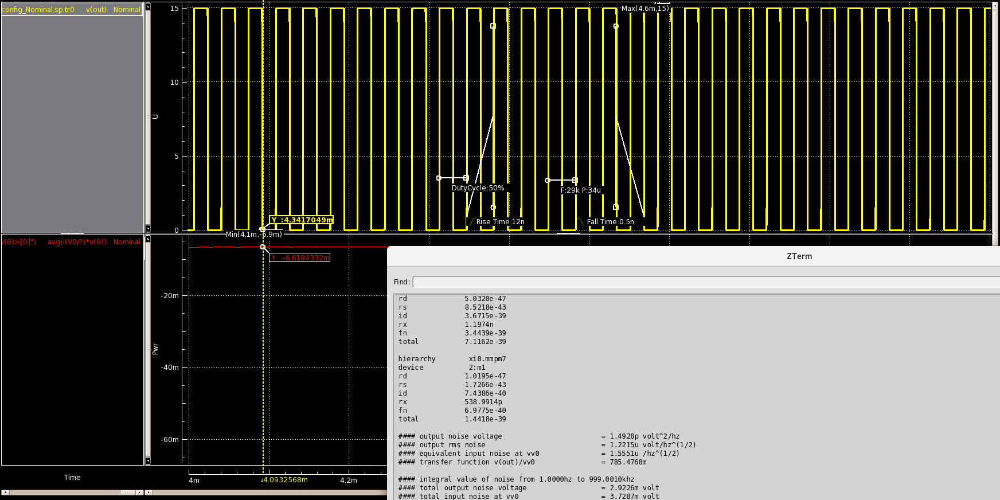 config_Nominal.sp.tr0 v(out) Nominal
15
Max(4.6m,15)
10
U
5
DutyCycle:50%
F:29k P:34u
Y :4.3417049m
Rise Time:12n
Fall Time:0.5n
0
Min(4.1m,-6.9m)
(8)>[0]") avg(i(V0/P)*v(8)) Nominal
Y :-6.6184332m
ZTerm
Find:
rd 5.0320e-47
-20m
rs 8.5218e-43
id 3.6715e-39
rx 1.1974n
fn 3.4439e-39
total 7.1162e-39
Pwr
hierarchy xi0.mmpm7
-40m
device 2:m1
rd 1.0195e-47
rs 1.7266e-43
id 7.4386e-40
rx 538.9914p
fn 6.9775e-40
total 1.4418e-39
#### output noise voltage = 1.4920p volt^2/hz
-60m
#### output rms noise = 1.2215u volt/hz^(1/2)
#### equivalent input noise at vv0 = 1.5551u /hz^(1/2)
#### transfer function v(out)/vv0 = 785.4768m
Time
4m
4.0932568m
4.2m
#### integral value of noise from 1.0000hz to 999.0010khz
#### total output noise voltage = 2.9226m volt
#### total input noise at vv0 = 3.7207m volt